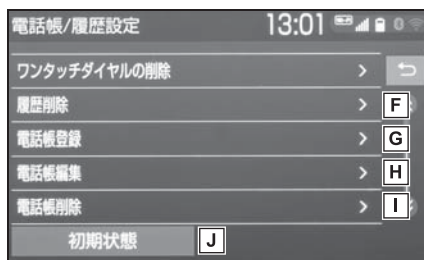 電話帳/履歴設定 13:01
ワンタッチダイヤルの削除
履歴削除 F
電話帳登録 G
電話帳編集 H
電話帳削除 I
初期状態 J